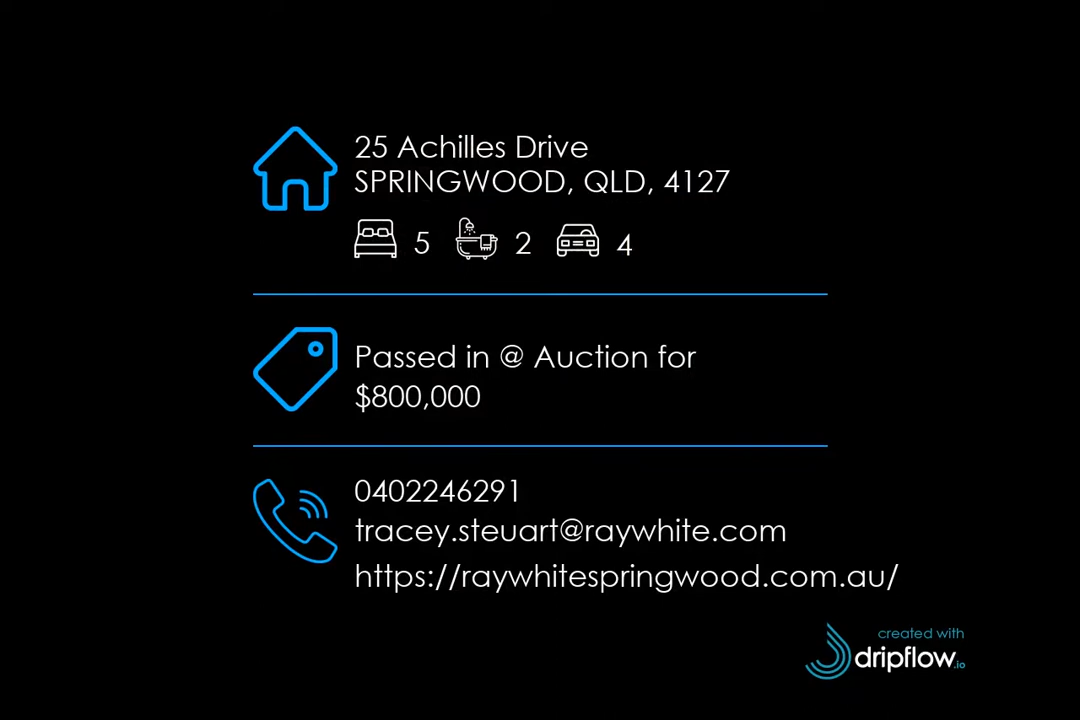 25 Achilles Drive
SPRINGWOOD, QLD, 4127
5 2 4
Passed in @ Auction for
$800,000
0402246291
tracey.steuart@raywhite.com
https://raywhitespringwood.com.au/
created with
dripflow.io